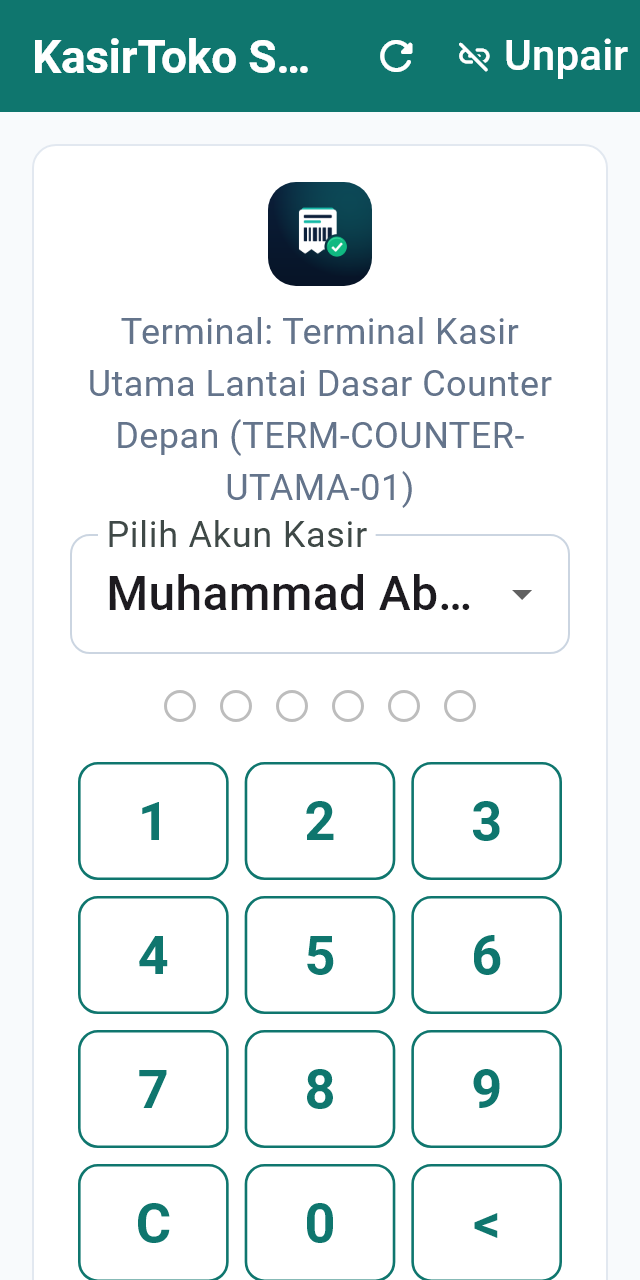 KasirToko S... Unpair
Terminal: Terminal Kasir
Utama Lantai Dasar Counter
Depan (TERM-COUNTER-
UTAMA-01)
Pilih Akun Kasir
Muhammad Ab...
1 2 3
4 5 6
7 8 9
C 0 <